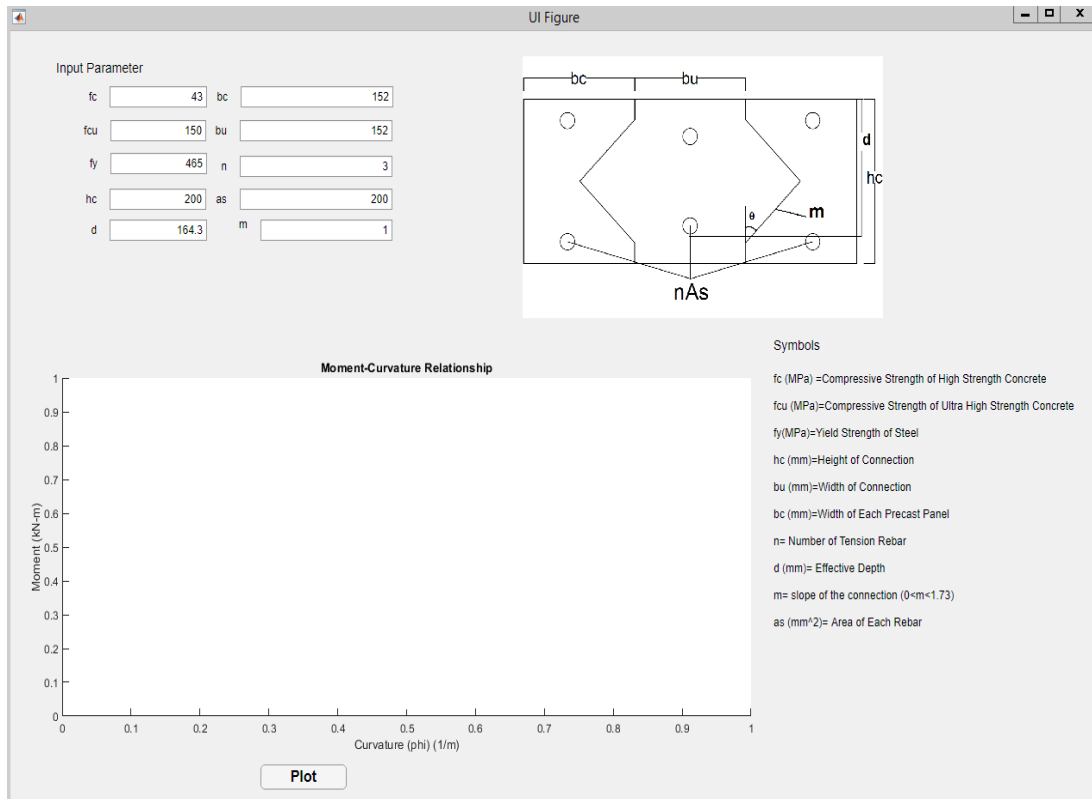 UI Figure
Input Parameter
fc 43 bc 152
fcu 150 bu 152
fy 465 n 3
hc 200 as 200
d 164.3 m 1
bc bu
d
hc
θ
m
nAs
Symbols
fc (MPa) =Compressive Strength of High Strength Concrete
fcu (MPa)=Compressive Strength of Ultra High Strength Concrete
fy(MPa)=Yield Strength of Steel
hc (mm)=Height of Connection
bu (mm)=Width of Connection
bc (mm)=Width of Each Precast Panel
n= Number of Tension Rebar
d (mm)= Effective Depth
m= slope of the connection (0<m<1.73)
as (mm^2)= Area of Each Rebar
Moment-Curvature Relationship
1
0.9
0.8
0.7
0.6
0.5
0.4
0.3
0.2
0.1
0
Moment (kN-m)
0 0.1 0.2 0.3 0.4 0.5 0.6 0.7 0.8 0.9 1
Curvature (phi) (1/m)
Plot